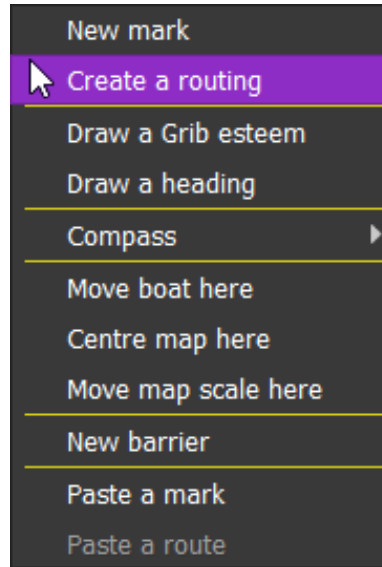 New mark
Create a routing
Draw a Grib esteem
Draw a heading
Compass
Move boat here
Centre map here
Move map scale here
New barrier
Paste a mark
Paste a route